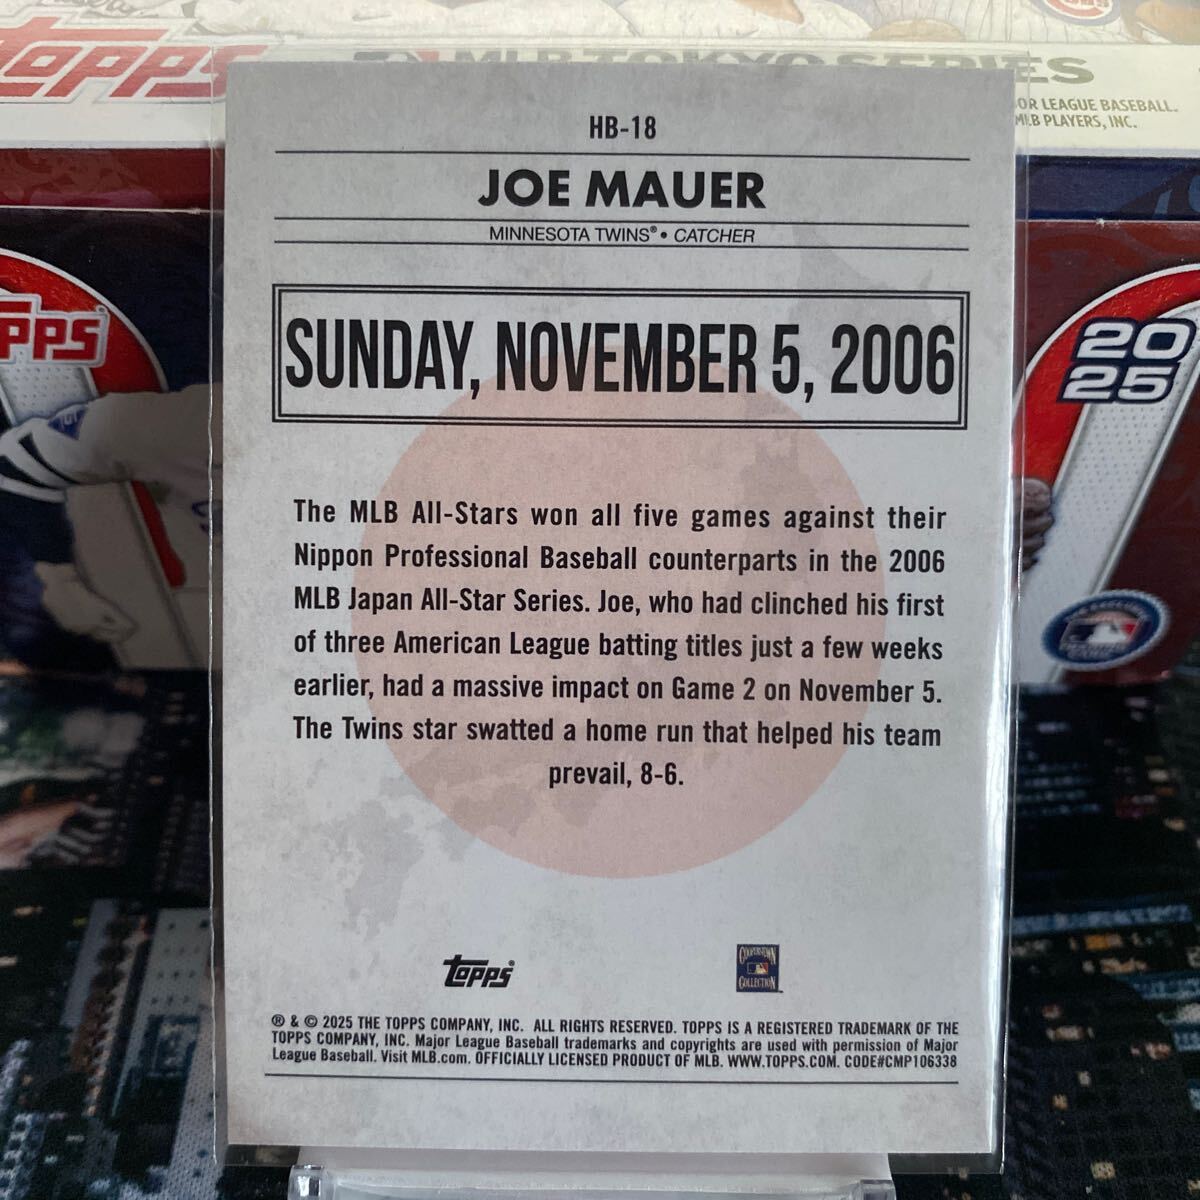 TOPPS
MLB TOKYO SERIES
OR LEAGUE BASEBALL.
MLB PLAYERS, INC.
HB-18
JOE MAUER
MINNESOTA TWINS® • CATCHER
SUNDAY, NOVEMBER 5, 2006
The MLB All-Stars won all five games against their
Nippon Professional Baseball counterparts in the 2006
MLB Japan All-Star Series. Joe, who had clinched his first
of three American League batting titles just a few weeks
earlier, had a massive impact on Game 2 on November 5.
The Twins star swatted a home run that helped his team
prevail, 8-6.
TOPPS
20
25
topps®
COOPERSTOWN
COLLECTION
® & © 2025 THE TOPPS COMPANY, INC. ALL RIGHTS RESERVED. TOPPS IS A REGISTERED TRADEMARK OF THE
TOPPS COMPANY, INC. Major League Baseball trademarks and copyrights are used with permission of Major
League Baseball. Visit MLB.com. OFFICIALLY LICENSED PRODUCT OF MLB. WWW.TOPPS.COM. CODE#CMP106338